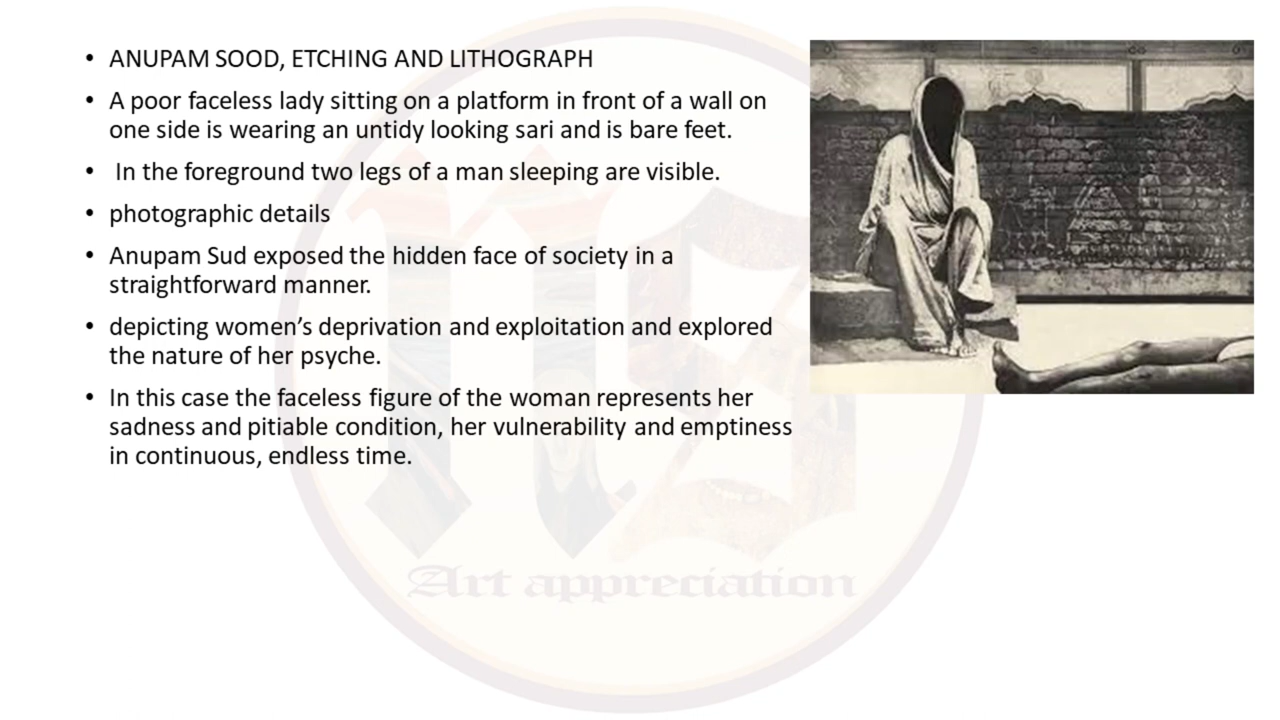 • ANUPAM SOOD, ETCHING AND LITHOGRAPH
• A poor faceless lady sitting on a platform in front of a wall on
one side is wearing an untidy looking sari and is bare feet.
• In the foreground two legs of a man sleeping are visible.
• photographic details
• Anupam Sud exposed the hidden face of society in a
straightforward manner.
• depicting women’s deprivation and exploitation and explored
the nature of her psyche.
• In this case the faceless figure of the woman represents her
sadness and pitiable condition, her vulnerability and emptiness
in continuous, endless time.
ns
Art appreciation